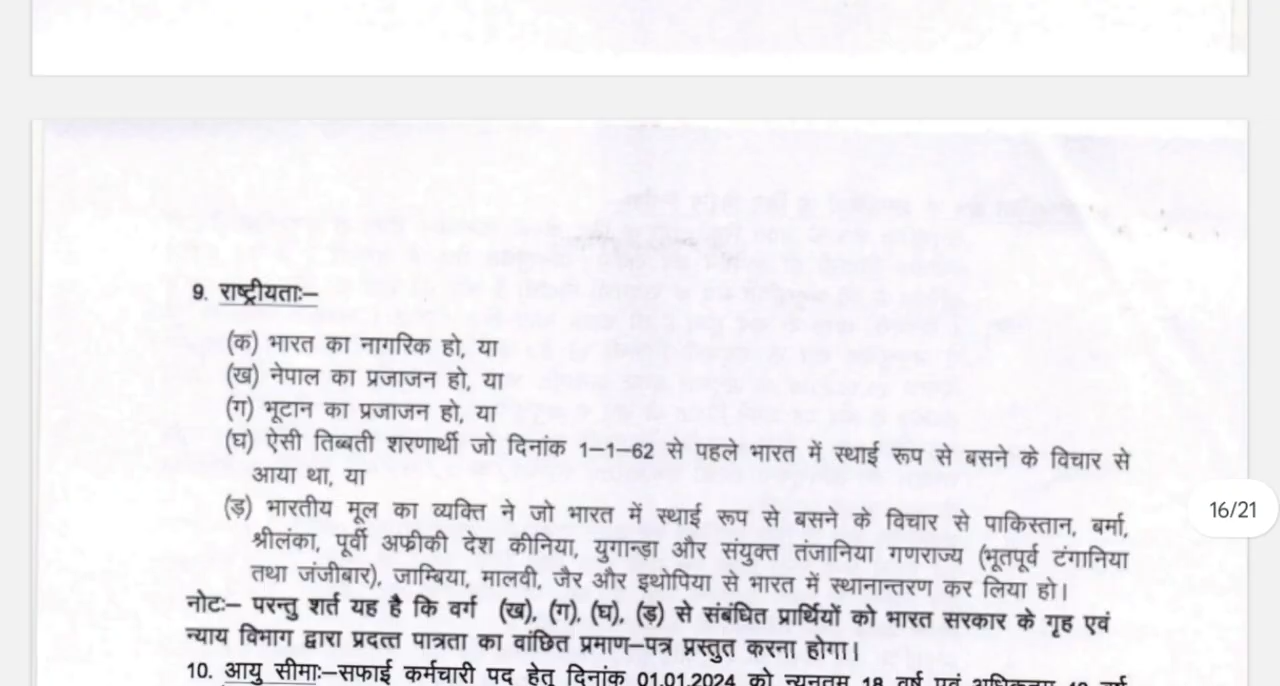 9. राष्ट्रीयताः–
(क) भारत का नागरिक हो, या
(ख) नेपाल का प्रजाजन हो, या
(ग) भूटान का प्रजाजन हो, या
(घ) ऐसी तिब्बती शरणार्थी जो दिनांक 1–1–62 से पहले भारत में स्थाई रूप से बसने के विचार से
आया था, या
(ड़) भारतीय मूल का व्यक्ति ने जो भारत में स्थाई रूप से बसने के विचार से पाकिस्तान, बर्मा,
श्रीलंका, पूर्वी अफ्रीकी देश कीनिया, युगान्ड़ा और संयुक्त तंजानिया गणराज्य (भूतपूर्व टंगानिया
तथा जंजीबार), जाम्बिया, मालवी, जैर और इथोपिया से भारत में स्थानान्तरण कर लिया हो।
नोटः– परन्तु शर्त यह है कि वर्ग (ख), (ग), (घ), (ड़) से संबंधित प्रार्थियों को भारत सरकार के गृह एवं
न्याय विभाग द्वारा प्रदत्त पात्रता का वांछित प्रमाण–पत्र प्रस्तुत करना होगा।
10. आयु सीमाः–सफाई कर्मचारी पद हेतु दिनांक 01.01.2024 को न्यूनतम 18 वर्ष एवं अधिकतम
16/21